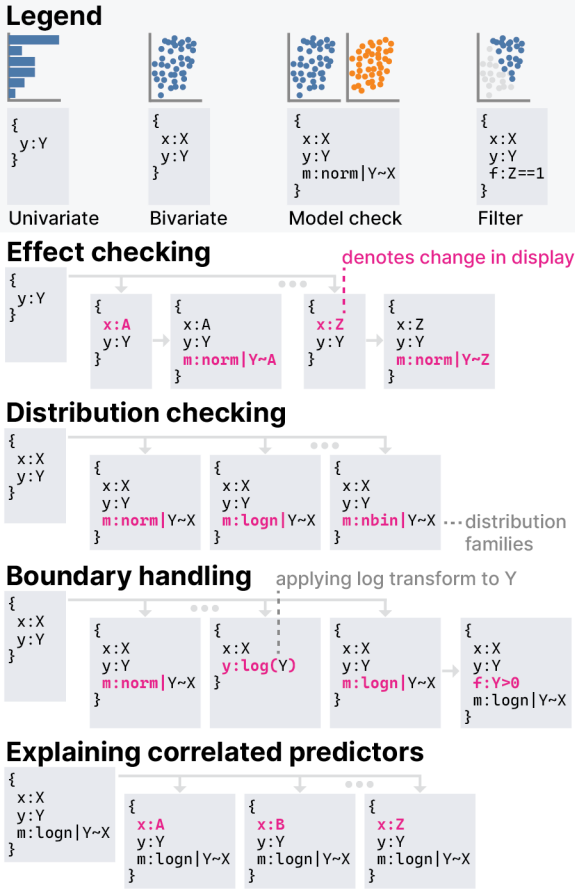 Legend
{
y:Y
}
{
x:X
y:Y
}
{
x:X
y:Y
m:norm|Y~X
}
{
x:X
y:Y
f:Z==1
}
Univariate
Bivariate
Model check
Filter
Effect checking
denotes change in display
{
y:Y
}
{
x:A
y:Y
}
{
x:A
y:Y
m:norm|Y~A
}
{
x:Z
y:Y
}
{
x:Z
y:Y
m:norm|Y~Z
}
Distribution checking
{
x:X
y:Y
}
{
x:X
y:Y
m:norm|Y~X
}
{
x:X
y:Y
m:logn|Y~X
}
{
x:X
y:Y
m:nbin|Y~X
}
distribution
families
Boundary handling
applying log transform to Y
{
x:X
y:Y
}
{
x:X
y:Y
m:norm|Y~X
}
{
x:X
y:log(Y)
}
{
x:X
y:Y
m:logn|Y~X
}
{
x:X
y:Y
f:Y>0
m:logn|Y~X
}
Explaining correlated predictors
{
x:X
y:Y
m:logn|Y~X
}
{
x:A
y:Y
m:logn|Y~X
}
{
x:B
y:Y
m:logn|Y~X
}
{
x:Z
y:Y
m:logn|Y~X
}